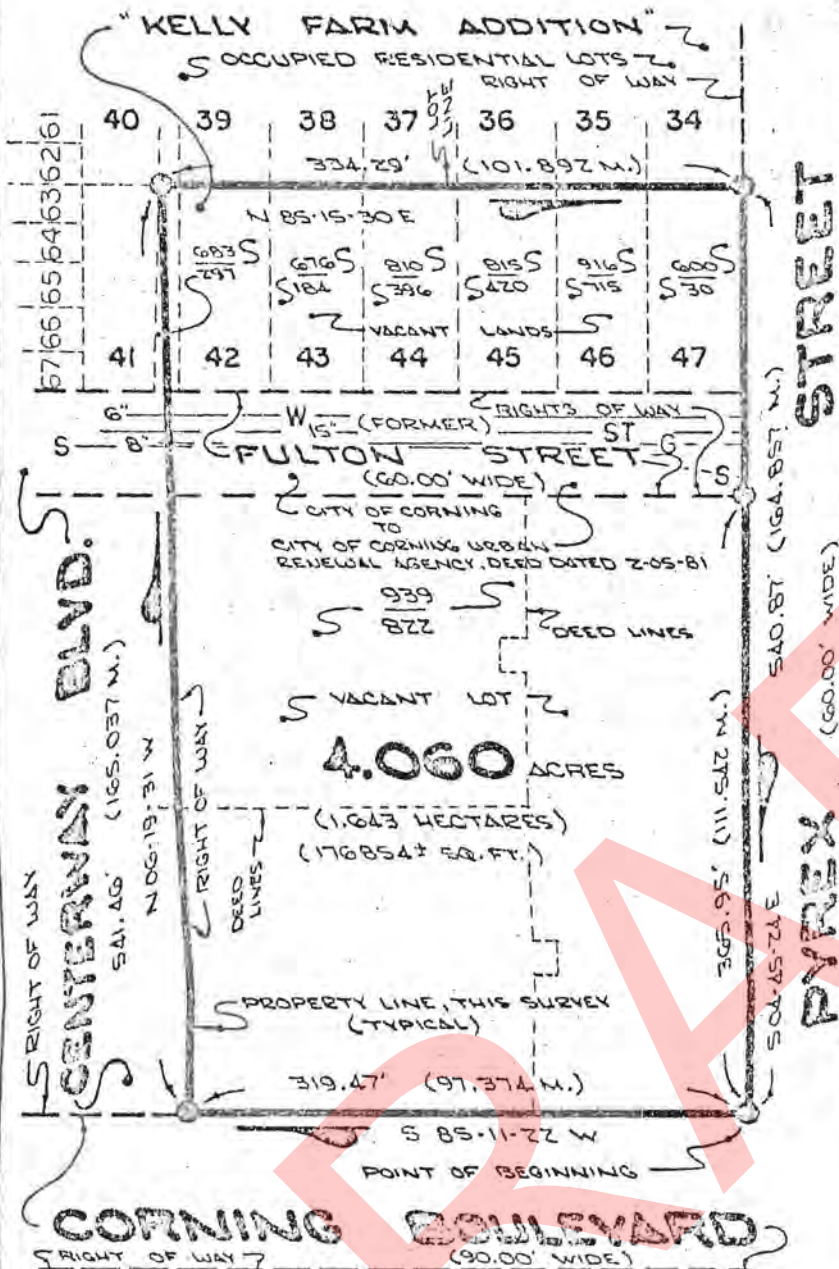 "KELLY FARM ADDITION"
OCCUPIED RESIDENTIAL LOTS
RIGHT OF WAY
40 39 38 37 36 35 34
61
62
63
64
65
66
67
334.29' (101.892 M.)
N 85-15-30 E
683 676 810 815 916 600
297 184 396 420 715 30
VACANT LANDS
41 42 43 44 45 46 47
RIGHTS OF WAY
6" W
15" (FORMER) ST
S 8" G
FULTON STREET S
(60.00' WIDE)
CITY OF CORNING
TO
CITY OF CORNING URBAN
RENEWAL AGENCY, DEED DATED 2-05-81
939
822
DEED LINES
VACANT LOT
4.060 ACRES
(1.643 HECTARES)
(176854± SQ. FT.)
DEED
LINES
PROPERTY LINE, THIS SURVEY
(TYPICAL)
319.47' (97.374 M.)
S 85-11-22 W
POINT OF BEGINNING
CENTERWAY BLVD.
RIGHT OF WAY
541.46' (165.037 M.)
N 06-19-31 W
RIGHT OF WAY
365.95' (111.542 M.)
S 04-45-24 E
540.87' (164.857 M.)
PYREX STREET
(60.00' WIDE)
CORNING BOULEVARD
RIGHT OF WAY
(90.00' WIDE)